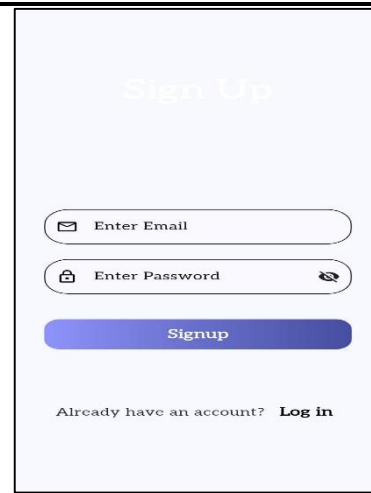 Sign Up
Enter Email
Enter Password
Signup
Already have an account? Log in